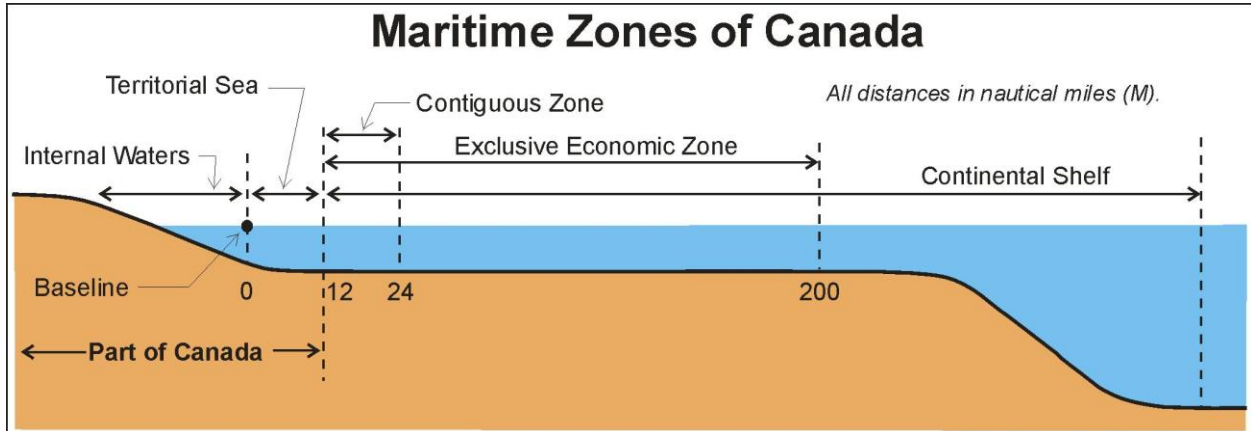 Maritime Zones of Canada
Territorial Sea
All distances in nautical miles (M).
Contiguous Zone
Internal Waters
Exclusive Economic Zone
Continental Shelf
Baseline
0
12
24
200
Part of Canada